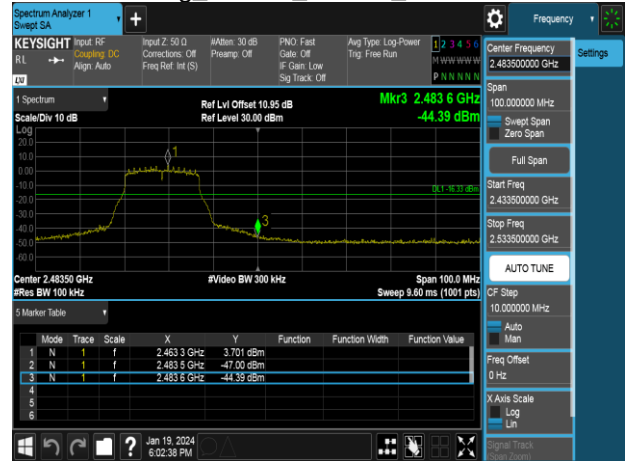 Spectrum Analyzer 1
Swept SA
Frequency
KEYSIGHT
RL
LXI
Input: RF
Coupling: DC
Align: Auto
Input Z: 50 Ω
Corrections: Off
Freq Ref: Int (S)
#Atten: 30 dB
Preamp: Off
PNO: Fast
Gate: Off
IF Gain: Low
Sig Track: Off
Avg Type: Log-Power
Trig: Free Run
1 2 3 4 5 6
M W W W W W
P N N N N N
Center Frequency
2.483500000 GHz
Settings
Span
100.000000 MHz
Swept Span
Zero Span
Full Span
Start Freq
2.433500000 GHz
Stop Freq
2.533500000 GHz
AUTO TUNE
CF Step
10.000000 MHz
Auto
Man
Freq Offset
0 Hz
X Axis Scale
Log
Lin
Signal Track
(Span Zoom)
1 Spectrum
Scale/Div 10 dB
Ref Lvl Offset 10.95 dB
Ref Level 30.00 dBm
Mkr3 2.483 6 GHz
-44.39 dBm
Log
20.0
10.0
0.00
-10.0
-20.0
-30.0
-40.0
-50.0
-60.0
1
3
DL1 -16.33 dBm
Center 2.48350 GHz
#Res BW 100 kHz
#Video BW 300 kHz
Span 100.0 MHz
Sweep 9.60 ms (1001 pts)
5 Marker Table
Mode Trace Scale X Y Function Function Width Function Value
1 N 1 f 2.463 3 GHz 3.701 dBm
2 N 1 f 2.483 5 GHz -47.00 dBm
3 N 1 f 2.483 6 GHz -44.39 dBm
4
5
6
?
Jan 19, 2024
6:02:38 PM